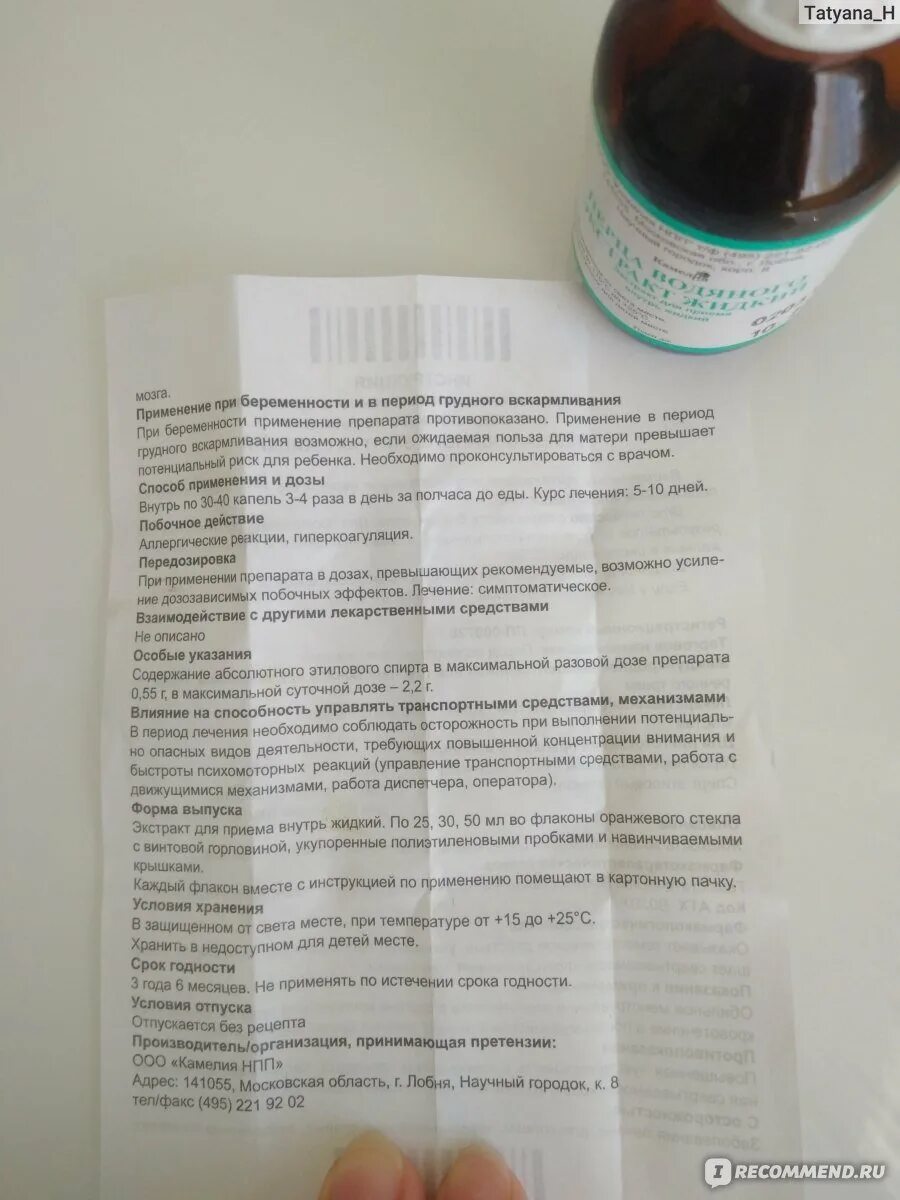 Tatyana_H
ПЕРЦА ВОДЯНОГО
ЭКСТРАКТ ЖИДКИЙ
внутрь жидкий
мозга.
Применение при беременности и в период грудного вскармливания
При беременности применение препарата противопоказано. Применение в период
грудного вскармливания возможно, если ожидаемая польза для матери превышает
потенциальный риск для ребенка. Необходимо проконсультироваться с врачом.
Способ применения и дозы
Внутрь по 30-40 капель 3-4 раза в день за полчаса до еды. Курс лечения: 5-10 дней.
Побочное действие
Аллергические реакции, гиперкоагуляция.
Передозировка
При применении препарата в дозах, превышающих рекомендуемые, возможно усиле-
ние дозозависимых побочных эффектов. Лечение: симптоматическое.
Взаимодействие с другими лекарственными средствами
Не описано
Особые указания
Содержание абсолютного этилового спирта в максимальной разовой дозе препарата
0,55 г, в максимальной суточной дозе – 2,2 г.
Влияние на способность управлять транспортными средствами, механизмами
В период лечения необходимо соблюдать осторожность при выполнении потенциаль-
но опасных видов деятельности, требующих повышенной концентрации внимания и
быстроты психомоторных реакций (управление транспортными средствами, работа с
движущимися механизмами, работа диспетчера, оператора).
Форма выпуска
Экстракт для приема внутрь жидкий. По 25, 30, 50 мл во флаконы оранжевого стекла
с винтовой горловиной, укупоренные полиэтиленовыми пробками и навинчиваемыми
крышками.
Каждый флакон вместе с инструкцией по применению помещают в картонную пачку.
Условия хранения
В защищенном от света месте, при температуре от +15 до +25°С.
Хранить в недоступном для детей месте.
Срок годности
3 года 6 месяцев. Не применять по истечении срока годности.
Условия отпуска
Отпускается без рецепта
Производитель/организация, принимающая претензии:
ООО «Камелия НПП»
Адрес: 141055, Московская область, г. Лобня, Научный городок, к. 8
тел/факс (495) 221 92 02
IRECOMMEND.RU